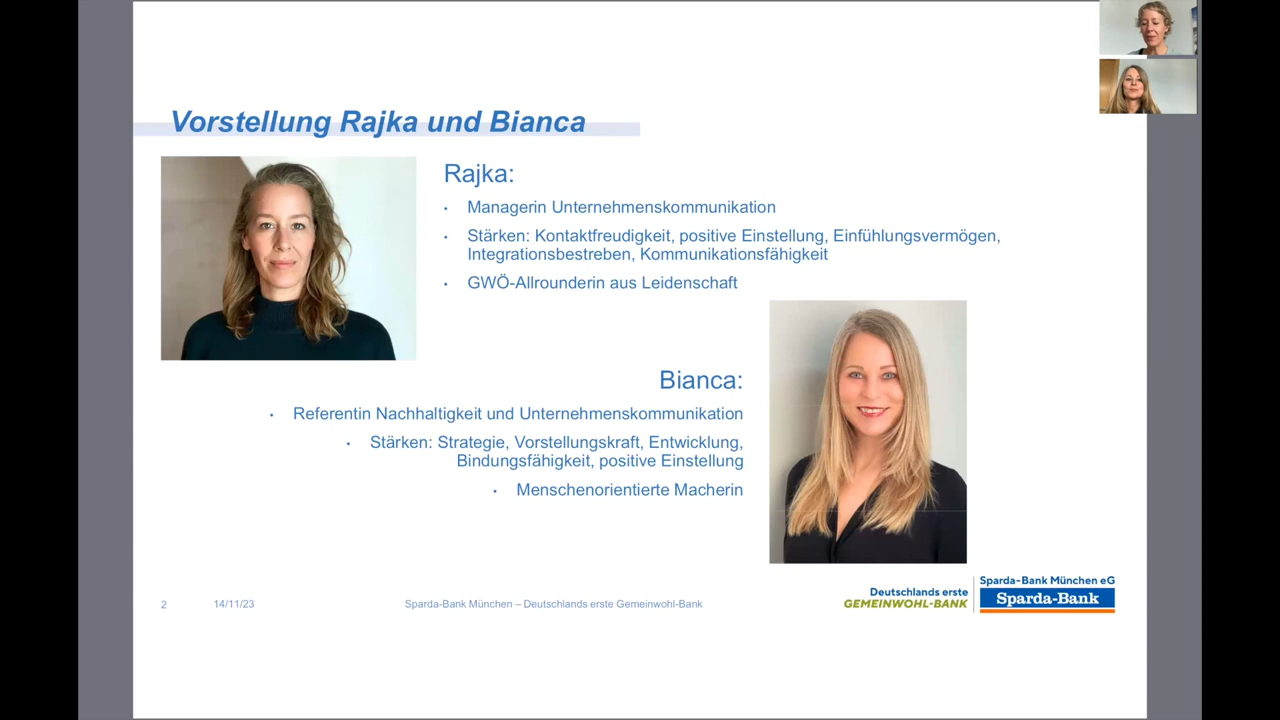 Vorstellung Rajka und Bianca
Rajka:
• Managerin Unternehmenskommunikation
• Stärken: Kontaktfreudigkeit, positive Einstellung, Einfühlungsvermögen,
Integrationsbestreben, Kommunikationsfähigkeit
• GWÖ-Allrounderin aus Leidenschaft
Bianca:
• Referentin Nachhaltigkeit und Unternehmenskommunikation
• Stärken: Strategie, Vorstellungskraft, Entwicklung,
Bindungsfähigkeit, positive Einstellung
• Menschenorientierte Macherin
2
14/11/23
Sparda-Bank München – Deutschlands erste Gemeinwohl-Bank
Deutschlands erste
GEMEINWOHL-BANK
Sparda-Bank München eG
Sparda-Bank